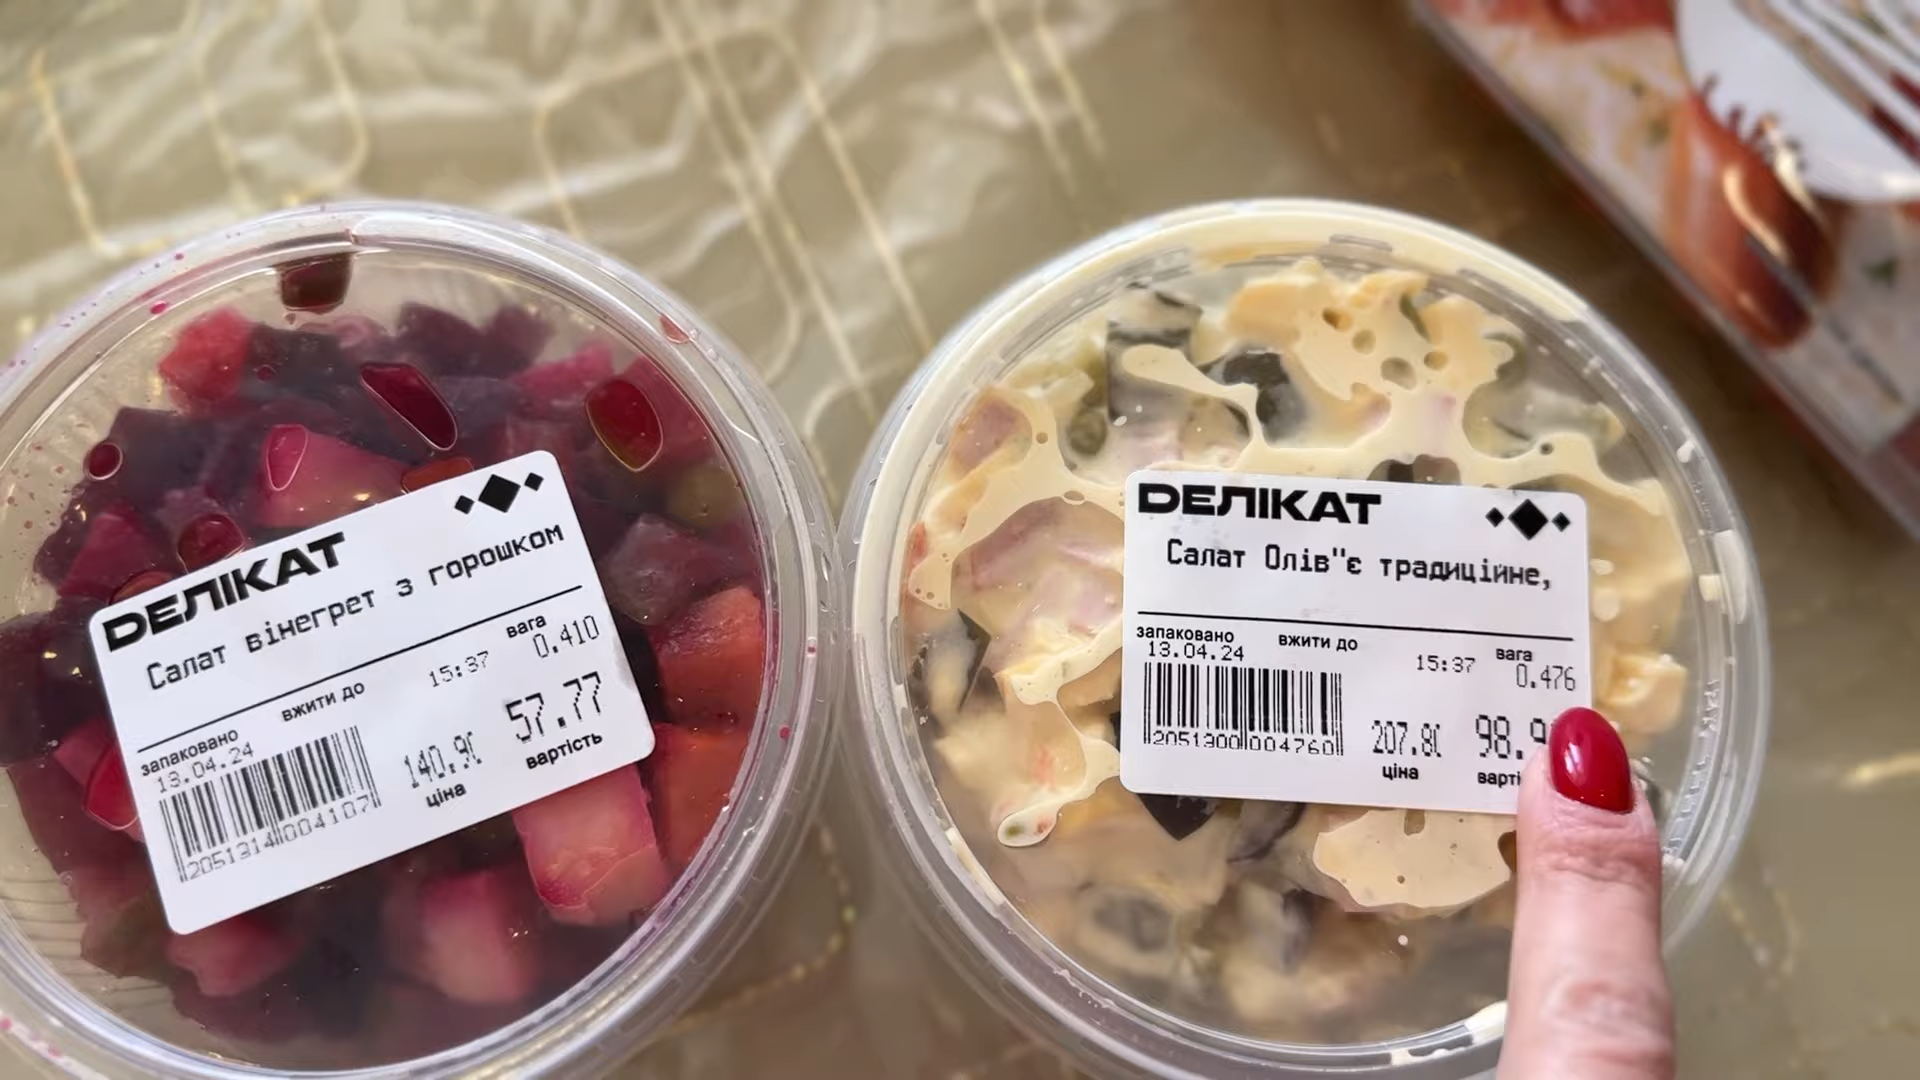 DЕЛІКАТ
Салат вінегрет з горошком
запаковано вжити до вага
13.04.24 15:37 0.410
2051314004107
140.90 57.77
ціна вартість
DЕЛІКАТ
Салат Олів"є традиційне,
запаковано вжити до вага
13.04.24 15:37 0.476
2051300004760
207.80
ціна